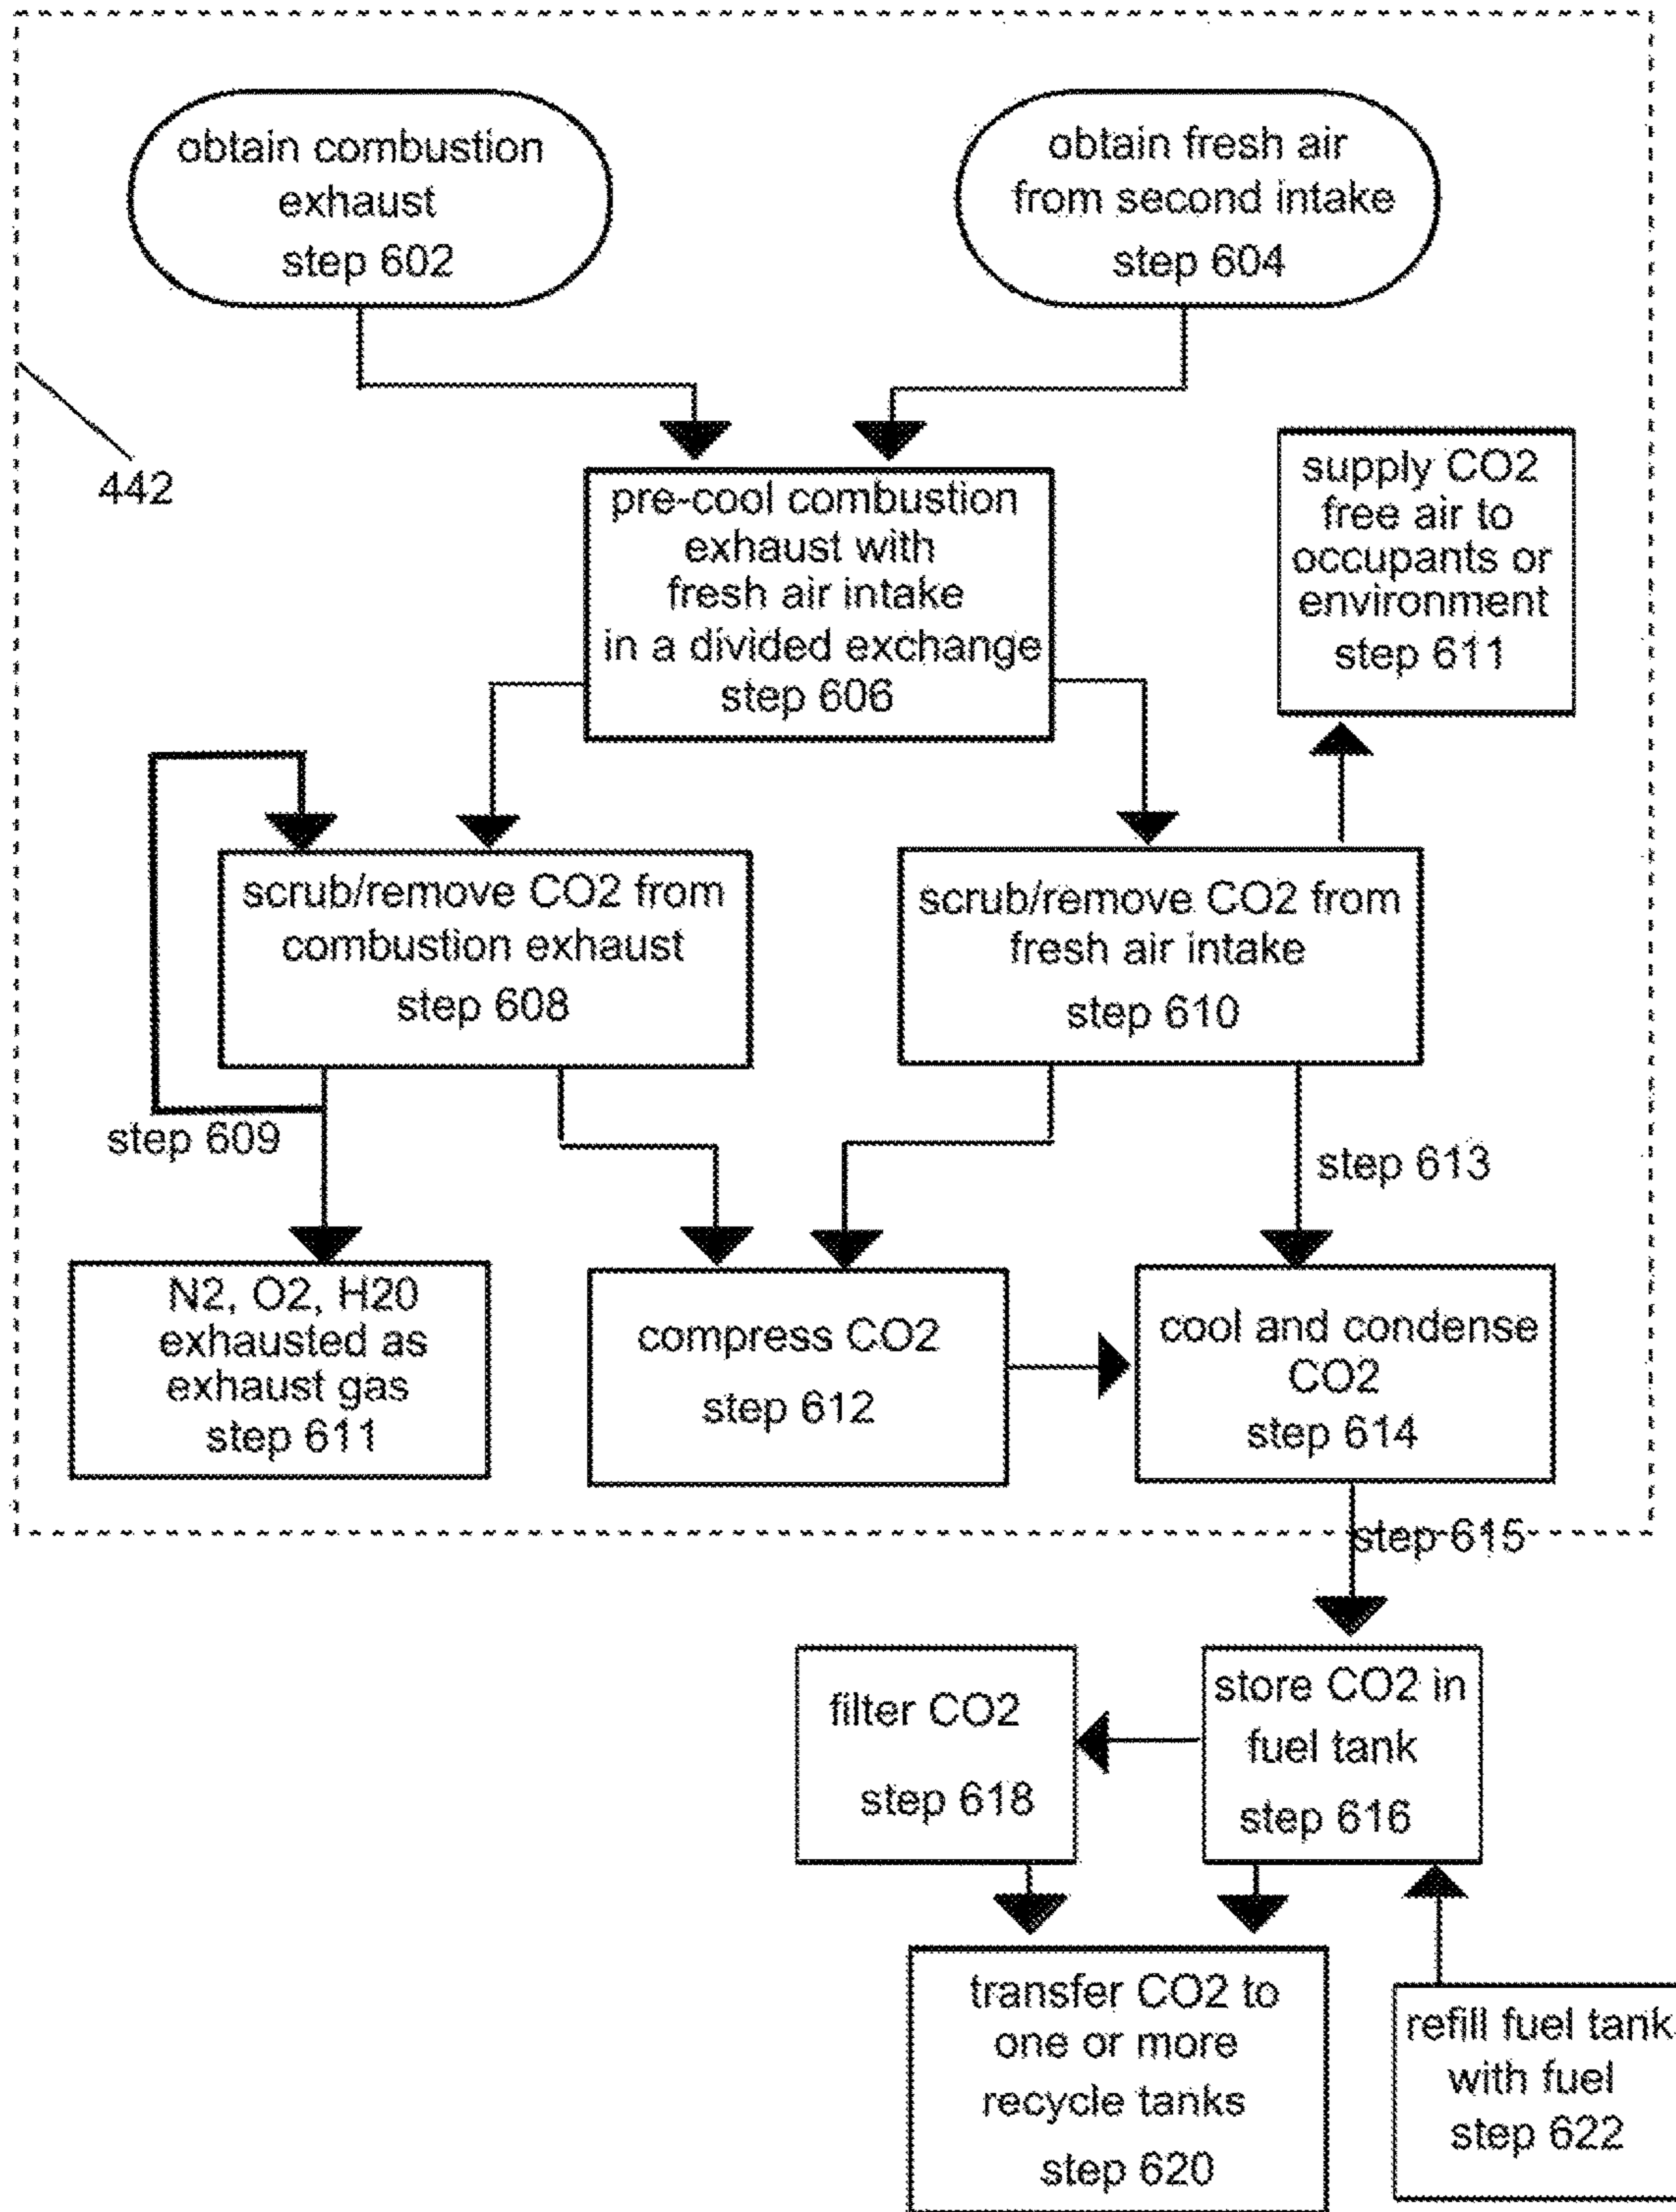 obtain combustion
exhaust
step 602
obtain fresh air
from second intake
step 604
442
pre-cool combustion
exhaust with
fresh air intake
in a divided exchange
step 606
supply CO2
free air to
occupants or
environment
step 611
scrub/remove CO2 from
combustion exhaust
step 608
scrub/remove CO2 from
fresh air intake
step 610
step 609
step 613
N2, O2, H20
exhausted as
exhaust gas
step 611
compress CO2
step 612
cool and condense
CO2
step 614
step 615
filter CO2
step 618
store CO2 in
fuel tank
step 616
transfer CO2 to
one or more
recycle tanks
step 620
refill fuel tank
with fuel
step 622